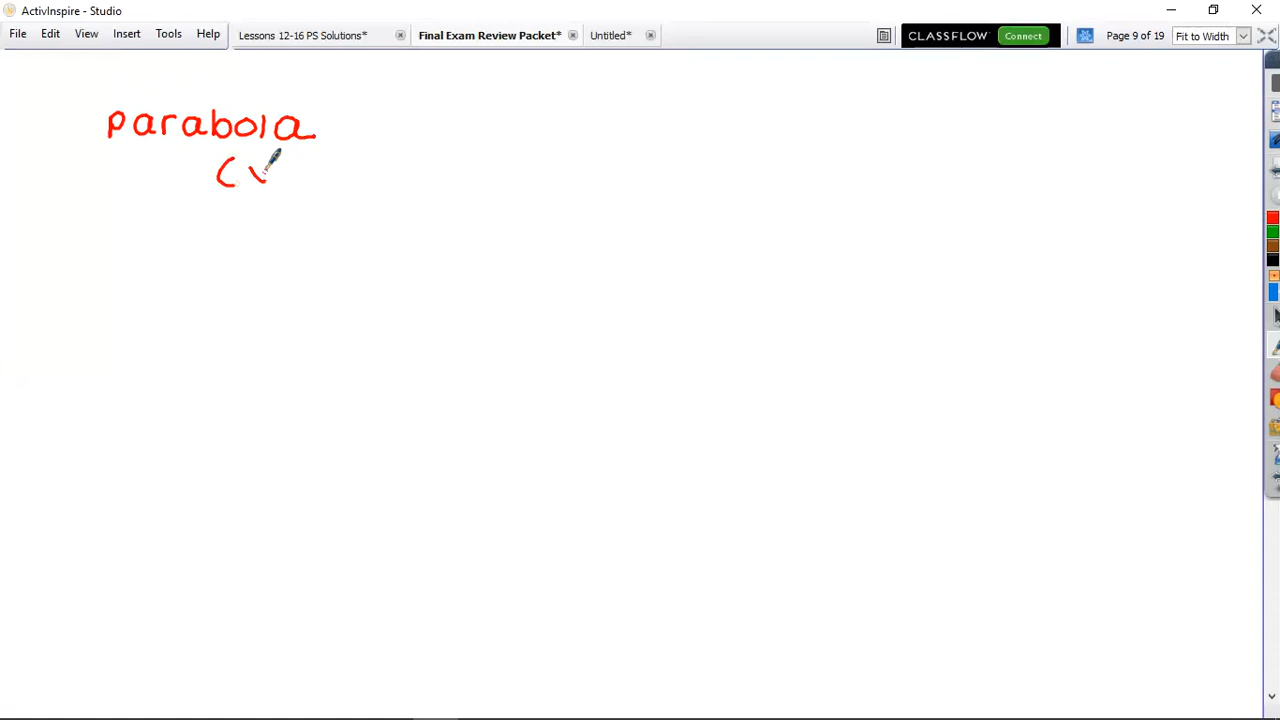 ActivInspire - Studio
File Edit View Insert Tools Help Lessons 12-16 PS Solutions* Final Exam Review Packet* Untitled* CLASSFLOW Connect Page 9 of 19 Fit to Width
parabola
(v